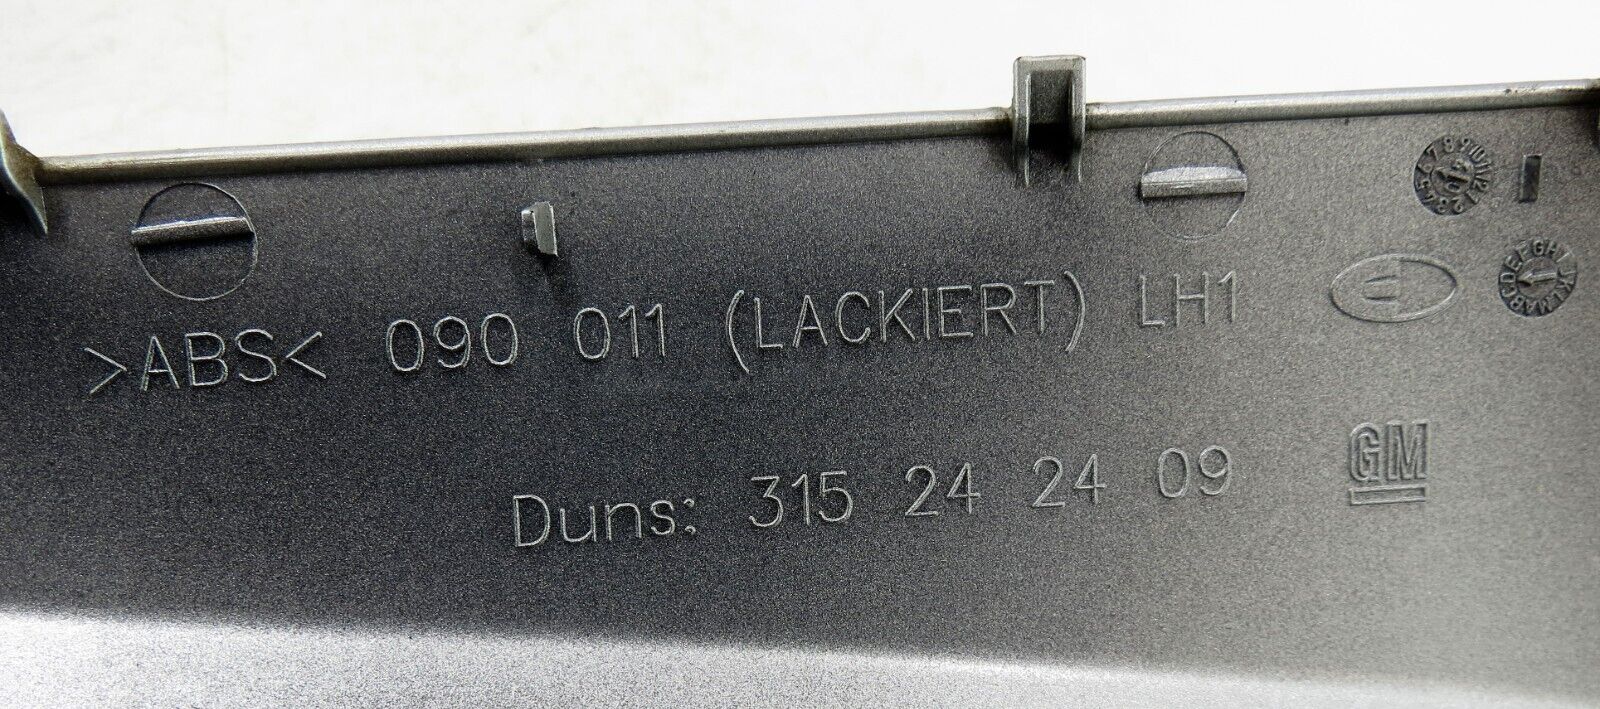 >ABS< 090 011 (LACKIERT) LH1
Duns: 315 24 24 09
GM